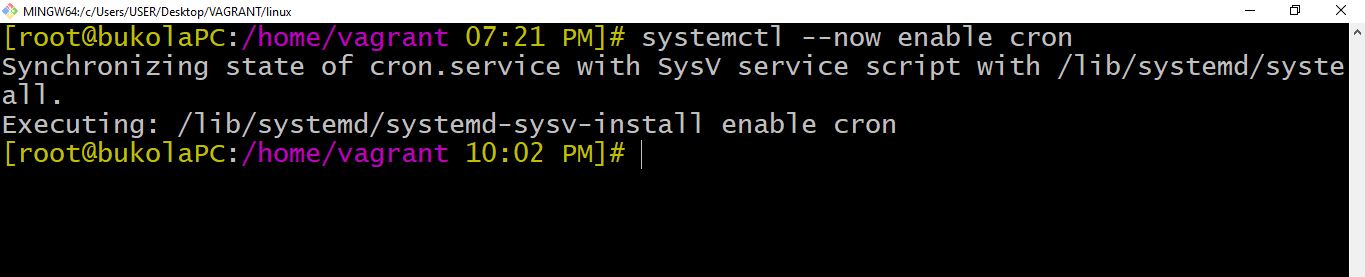 MINGW64:/c/Users/USER/Desktop/VAGRANT/linux
[root@bukolaPC:/home/vagrant 07:21 PM]# systemctl --now enable cron
Synchronizing state of cron.service with SysV service script with /lib/systemd/syste
all.
Executing: /lib/systemd/systemd-sysv-install enable cron
[root@bukolaPC:/home/vagrant 10:02 PM]#